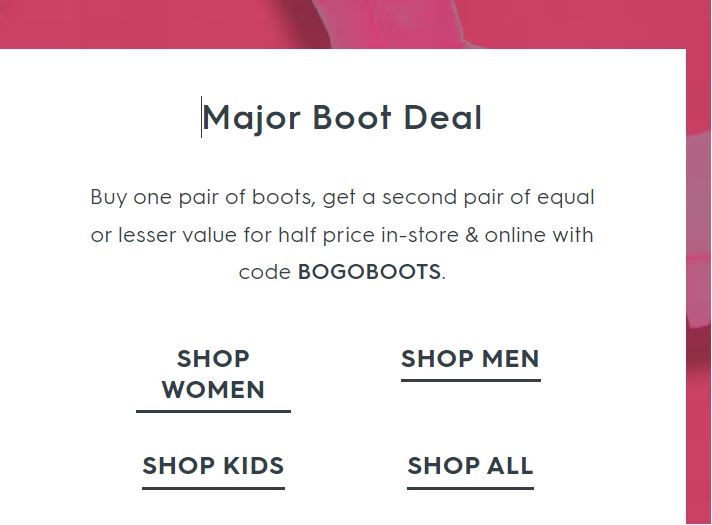 Major Boot Deal
Buy one pair of boots, get a second pair of equal
or lesser value for half price in-store & online with
code BOGOBOOTS.
SHOP
WOMEN
SHOP MEN
SHOP KIDS
SHOP ALL